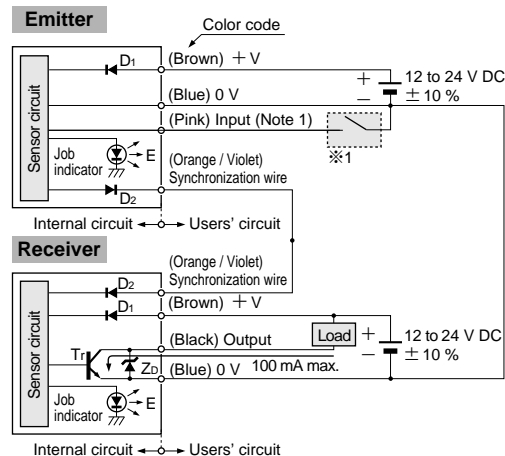 Emitter
Color code
D1
(Brown) +V
+
−
12 to 24 V DC
± 10 %
(Blue) 0 V
(Pink) Input (Note 1)
※1
Sensor circuit
Job
indicator
E
(Orange / Violet)
Synchronization wire
D2
Internal circuit
Users' circuit
Receiver
(Orange / Violet)
Synchronization wire
D2
D1
(Brown) +V
(Black) Output
Load
+
−
12 to 24 V DC
± 10 %
Sensor circuit
Tr
ZD
(Blue) 0 V
100 mA max.
Job
indicator
E
Internal circuit
Users' circuit